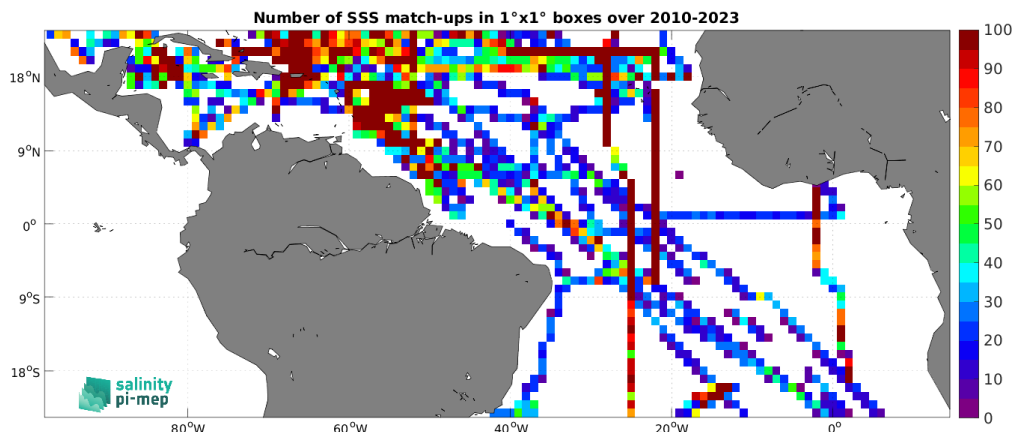 Number of SSS match-ups in 1°x1° boxes over 2010-2023
18°N
9°N
0°
9°S
18°S
80°W
60°W
40°W
20°W
0°
100
90
80
70
60
50
40
30
20
10
0
salinity
pi-mep